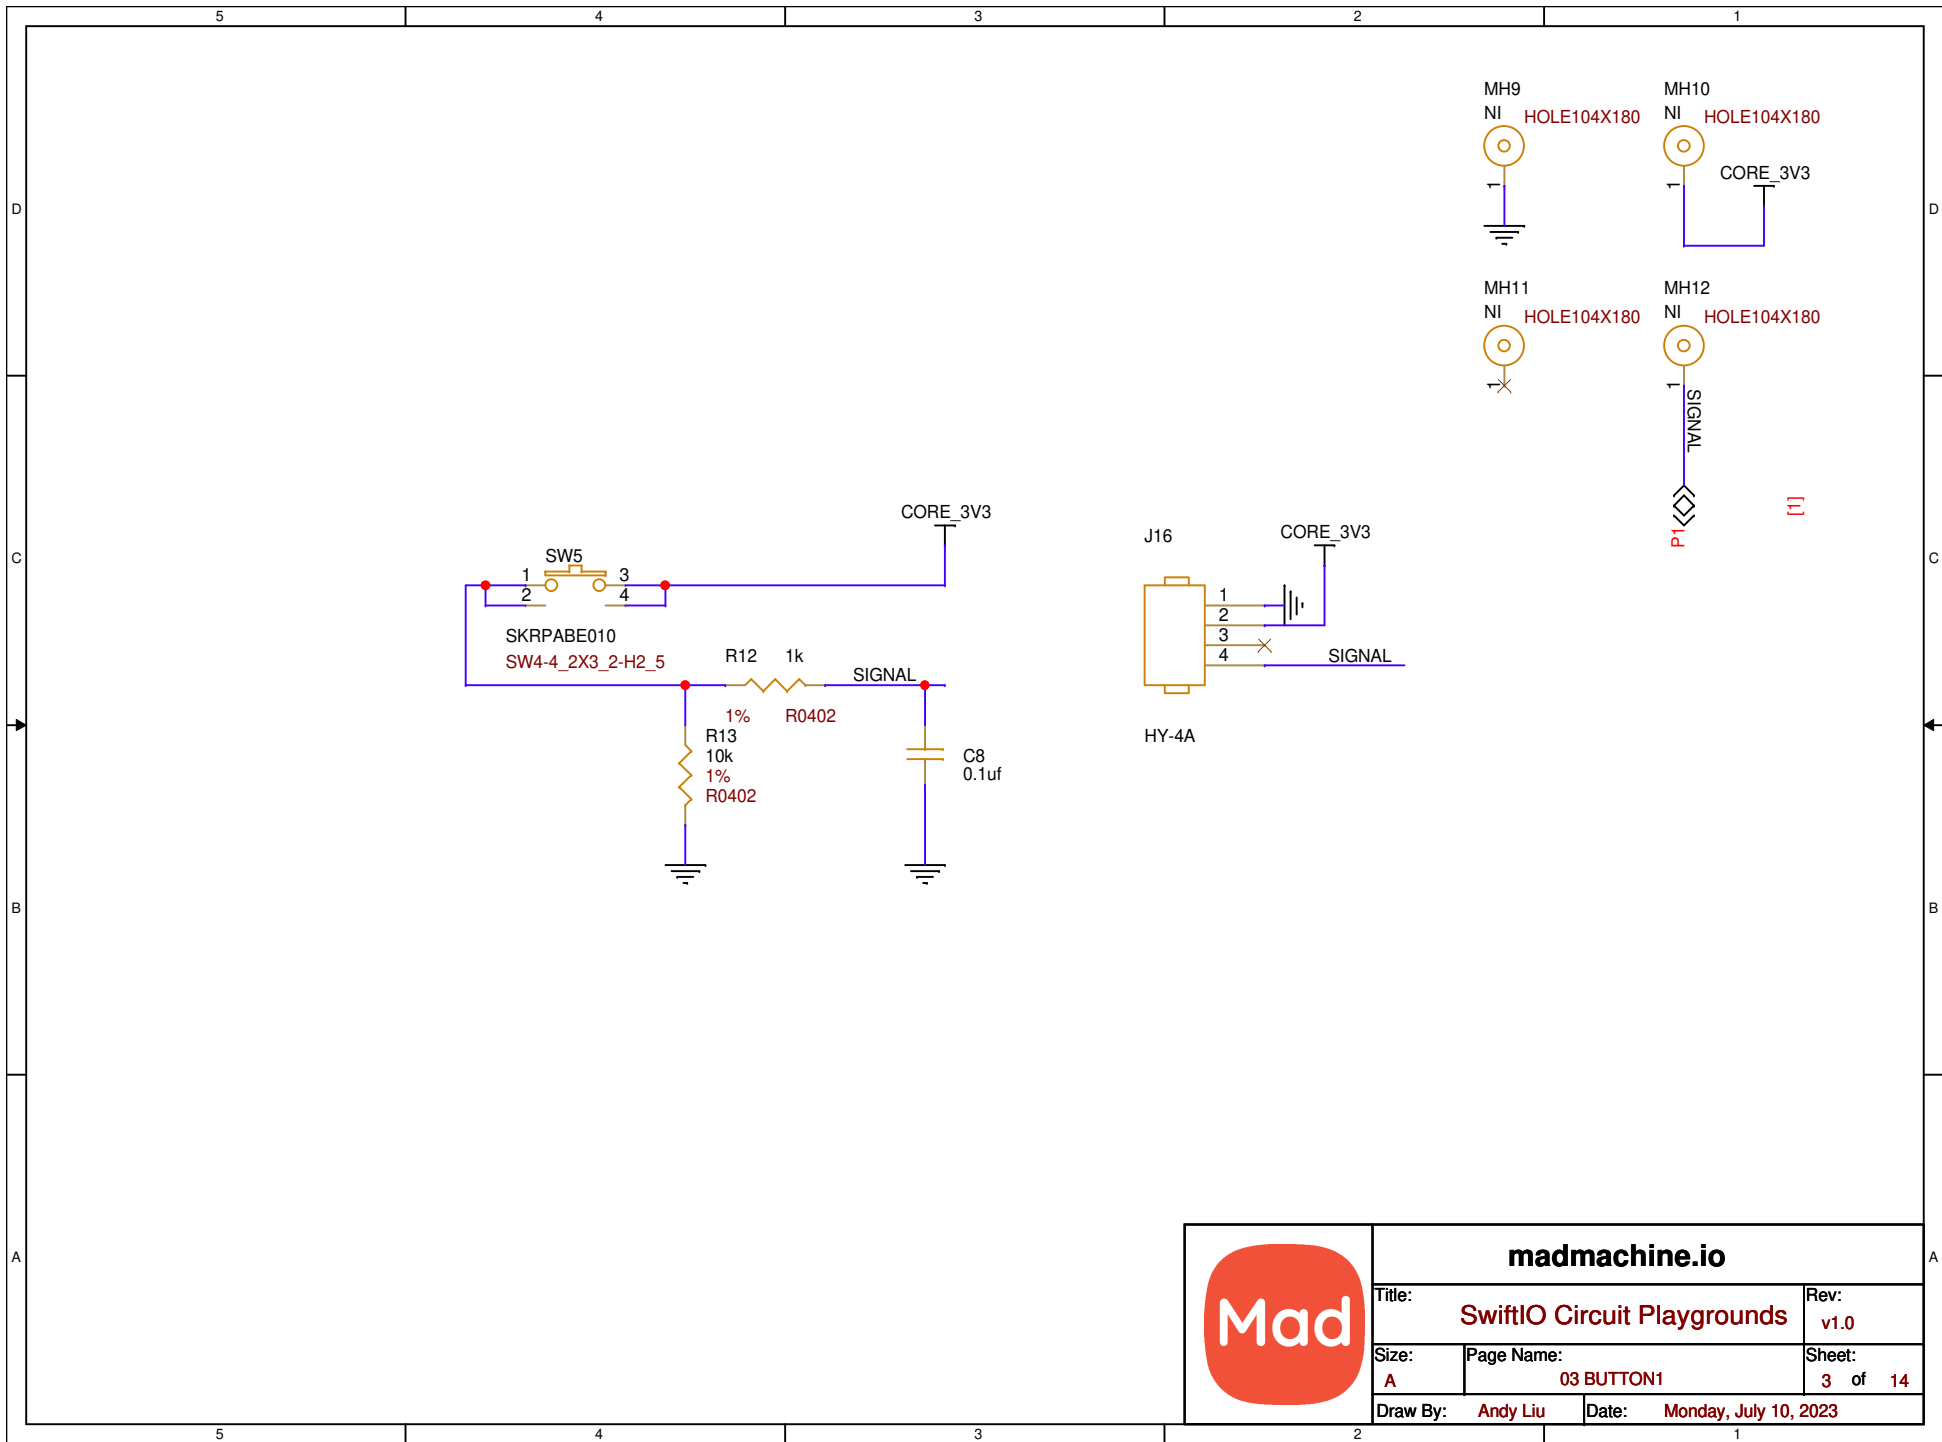 5 4 3 2 1
MH9
NI HOLE104X180
1
MH10
NI HOLE104X180
CORE_3V3
1
D D
MH11
NI HOLE104X180
1
MH12
NI HOLE104X180
1
SIGNAL
P1
[1]
CORE_3V3
C C
SW5
1 3
2 4
SKRPABE010
SW4-4_2X3_2-H2_5
R12 1k
SIGNAL
1% R0402
R13
10k
1%
R0402
C8
0.1uf
J16
CORE_3V3
1
2
3
4
SIGNAL
HY-4A
B B
A A
Mad
madmachine.io
Title:
SwiftIO Circuit Playgrounds
Rev:
v1.0
Size:
A
Page Name:
03 BUTTON1
Sheet:
3 of 14
Draw By: Andy Liu
Date: Monday, July 10, 2023
5 4 3 2 1